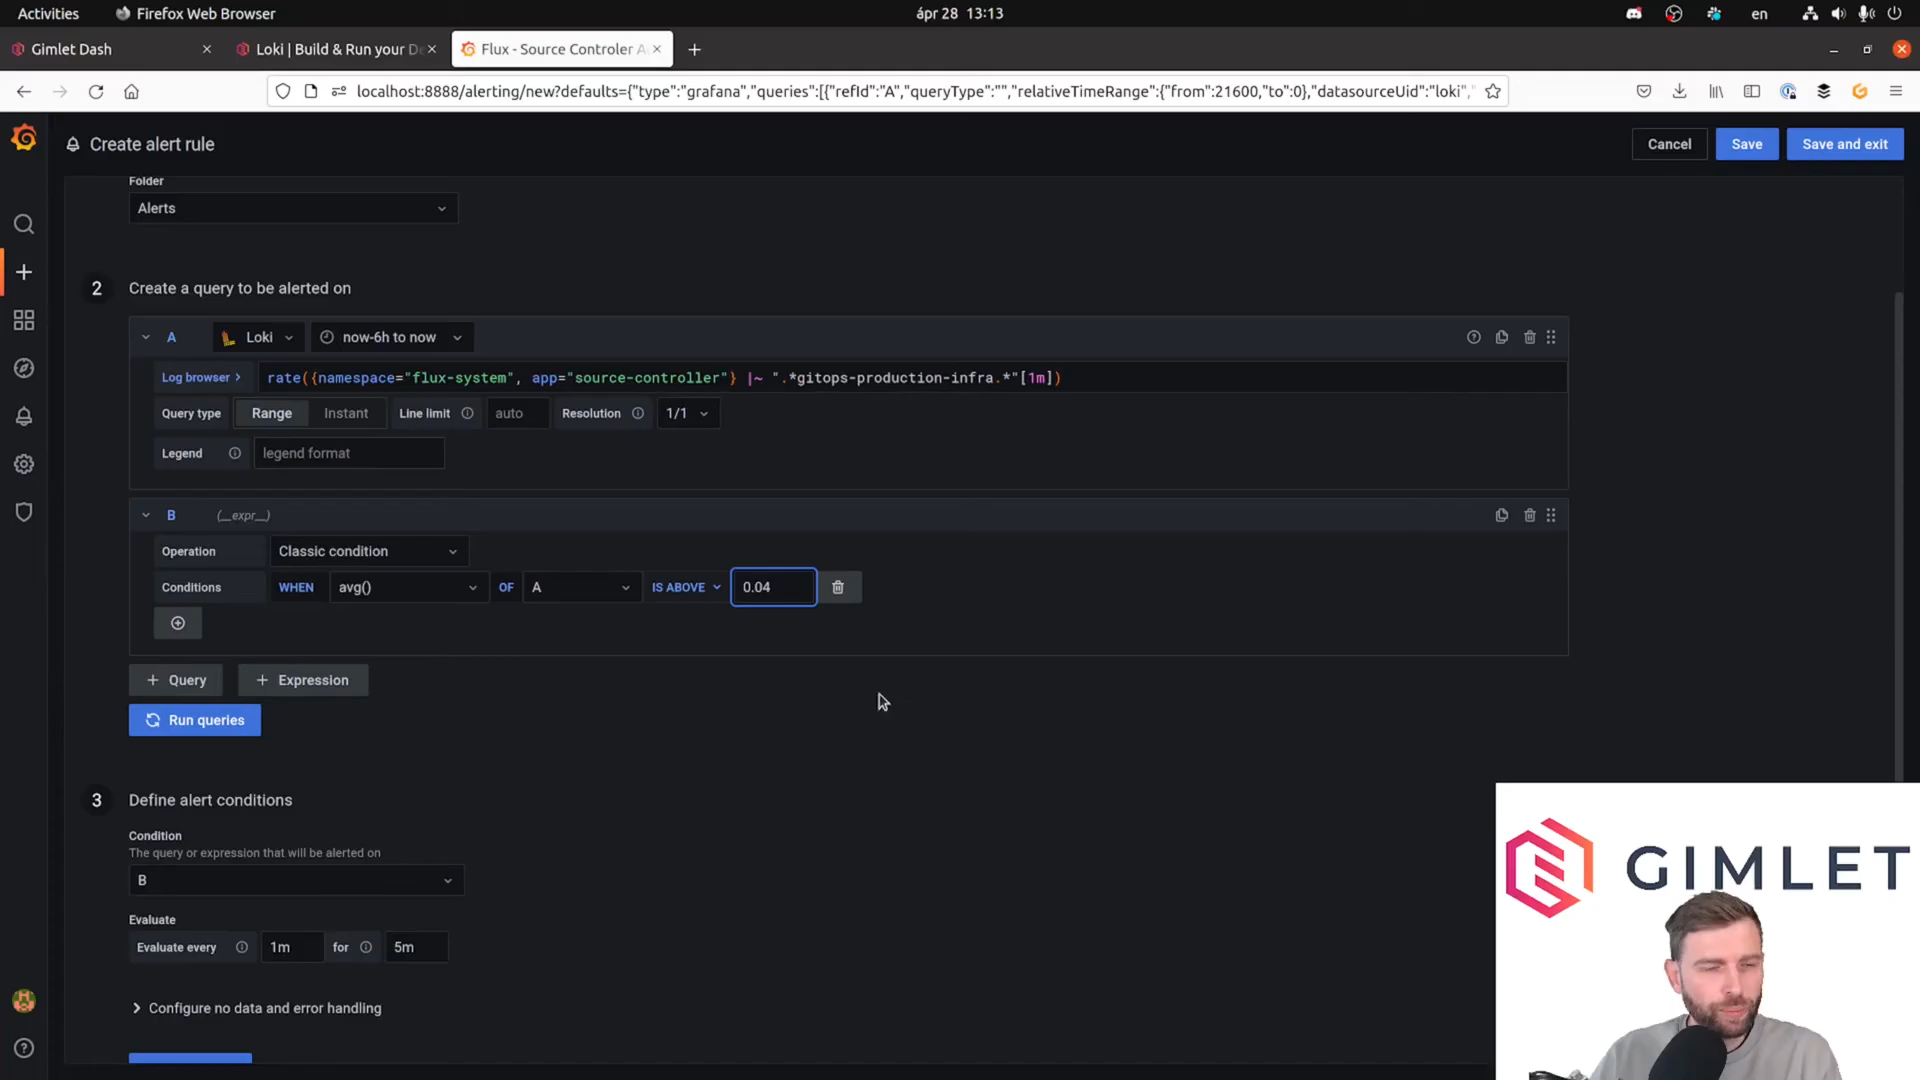 Activities
Firefox Web Browser
ápr 28 13:13
en
Gimlet Dash
Loki | Build & Run your D
Flux - Source Controler A
localhost:8888/alerting/new?defaults={"type":"grafana","queries":[{"refId":"A","queryType":"","relativeTimeRange":{"from":21600,"to":0},"datasourceUid":"loki","
Create alert rule
Cancel
Save
Save and exit
Folder
Alerts
2 Create a query to be alerted on
A Loki now-6h to now
Log browser > rate({namespace="flux-system", app="source-controller"} |~ ".*gitops-production-infra.*"[1m])
Query type Range Instant Line limit auto Resolution 1/1
Legend legend format
B (__expr__)
Operation Classic condition
Conditions WHEN avg() OF A IS ABOVE 0.04
+ Query + Expression
Run queries
3 Define alert conditions
Condition
The query or expression that will be alerted on
B
Evaluate
Evaluate every 1m for 5m
Configure no data and error handling
GIMLET